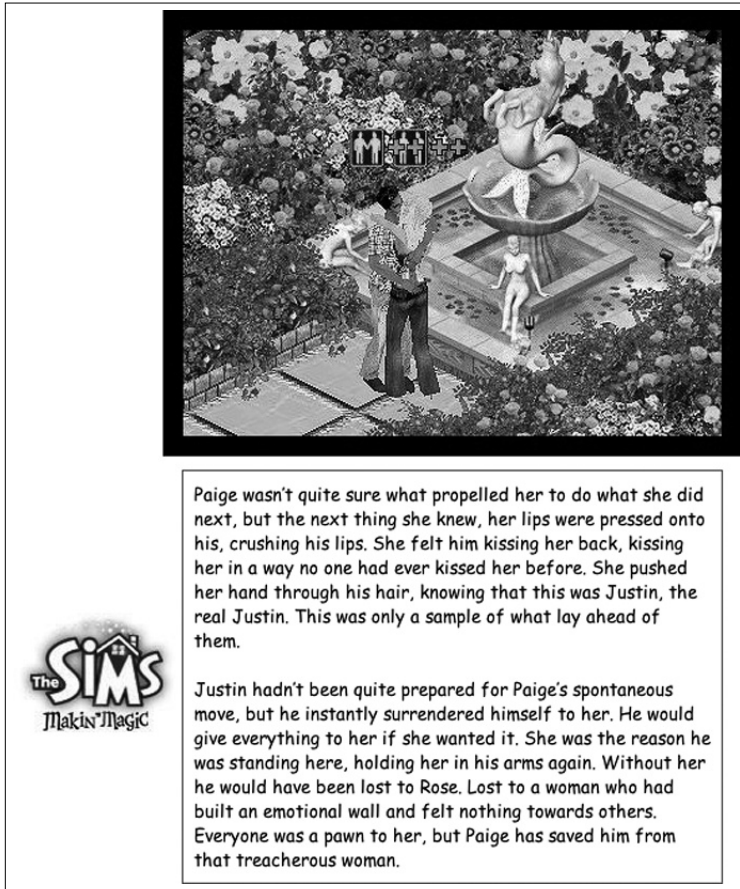 Paige wasn't quite sure what propelled her to do what she did
next, but the next thing she knew, her lips were pressed onto
his, crushing his lips. She felt him kissing her back, kissing
her in a way no one had ever kissed her before. She pushed
her hand through his hair, knowing that this was Justin, the
real Justin. This was only a sample of what lay ahead of
them.
Justin hadn't been quite prepared for Paige's spontaneous
move, but he instantly surrendered himself to her. He would
give everything to her if she wanted it. She was the reason he
was standing here, holding her in his arms again. Without her
he would have been lost to Rose. Lost to a woman who had
built an emotional wall and felt nothing towards others.
Everyone was a pawn to her, but Paige has saved him from
that treacherous woman.
The SIMS
Makin' Magic